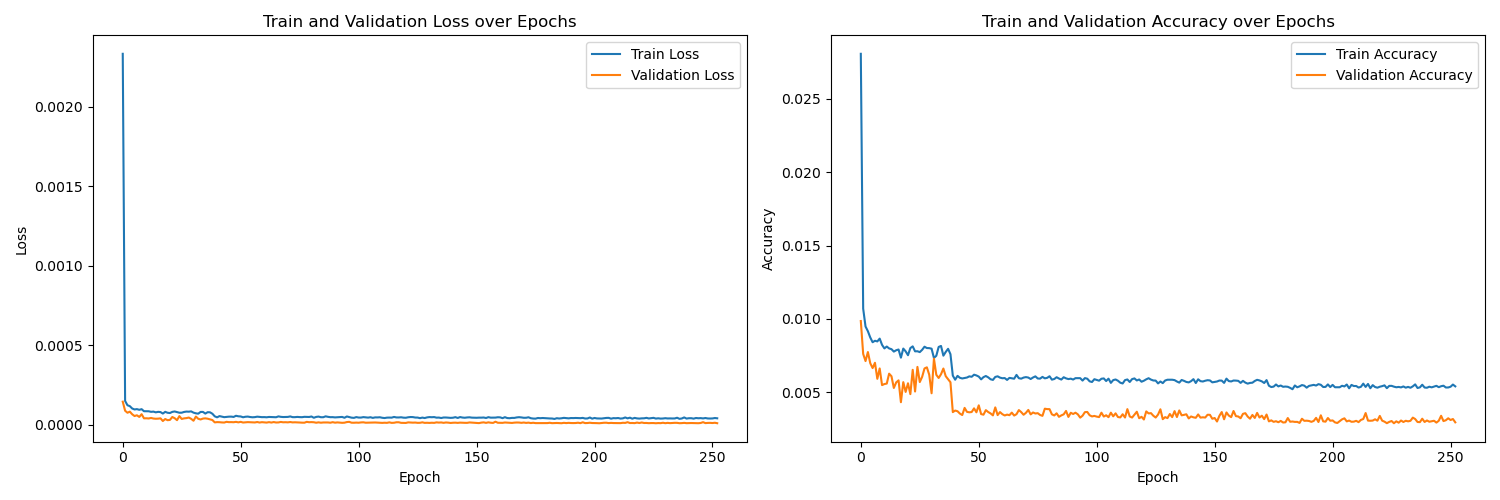 Train and Validation Loss over Epochs
Train Loss
Validation Loss
0.0020
0.0015
0.0010
0.0005
0.0000
Loss
0 50 100 150 200 250
Epoch
Train and Validation Accuracy over Epochs
Train Accuracy
Validation Accuracy
0.025
0.020
0.015
0.010
0.005
Accuracy
0 50 100 150 200 250
Epoch